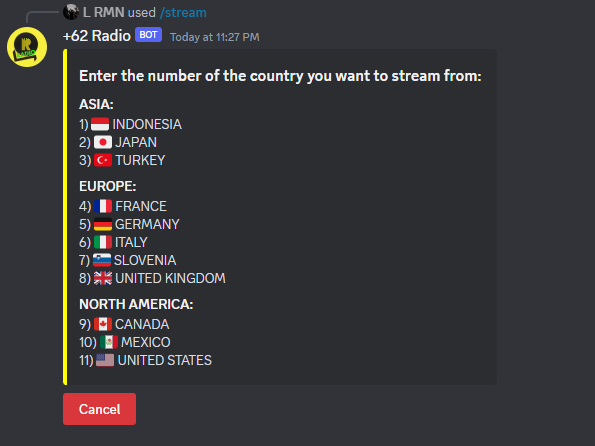 L RMN used /stream
+62 Radio BOT Today at 11:27 PM
Enter the number of the country you want to stream from:
ASIA:
1) INDONESIA
2) JAPAN
3) TURKEY
EUROPE:
4) FRANCE
5) GERMANY
6) ITALY
7) SLOVENIA
8) UNITED KINGDOM
NORTH AMERICA:
9) CANADA
10) MEXICO
11) UNITED STATES
Cancel